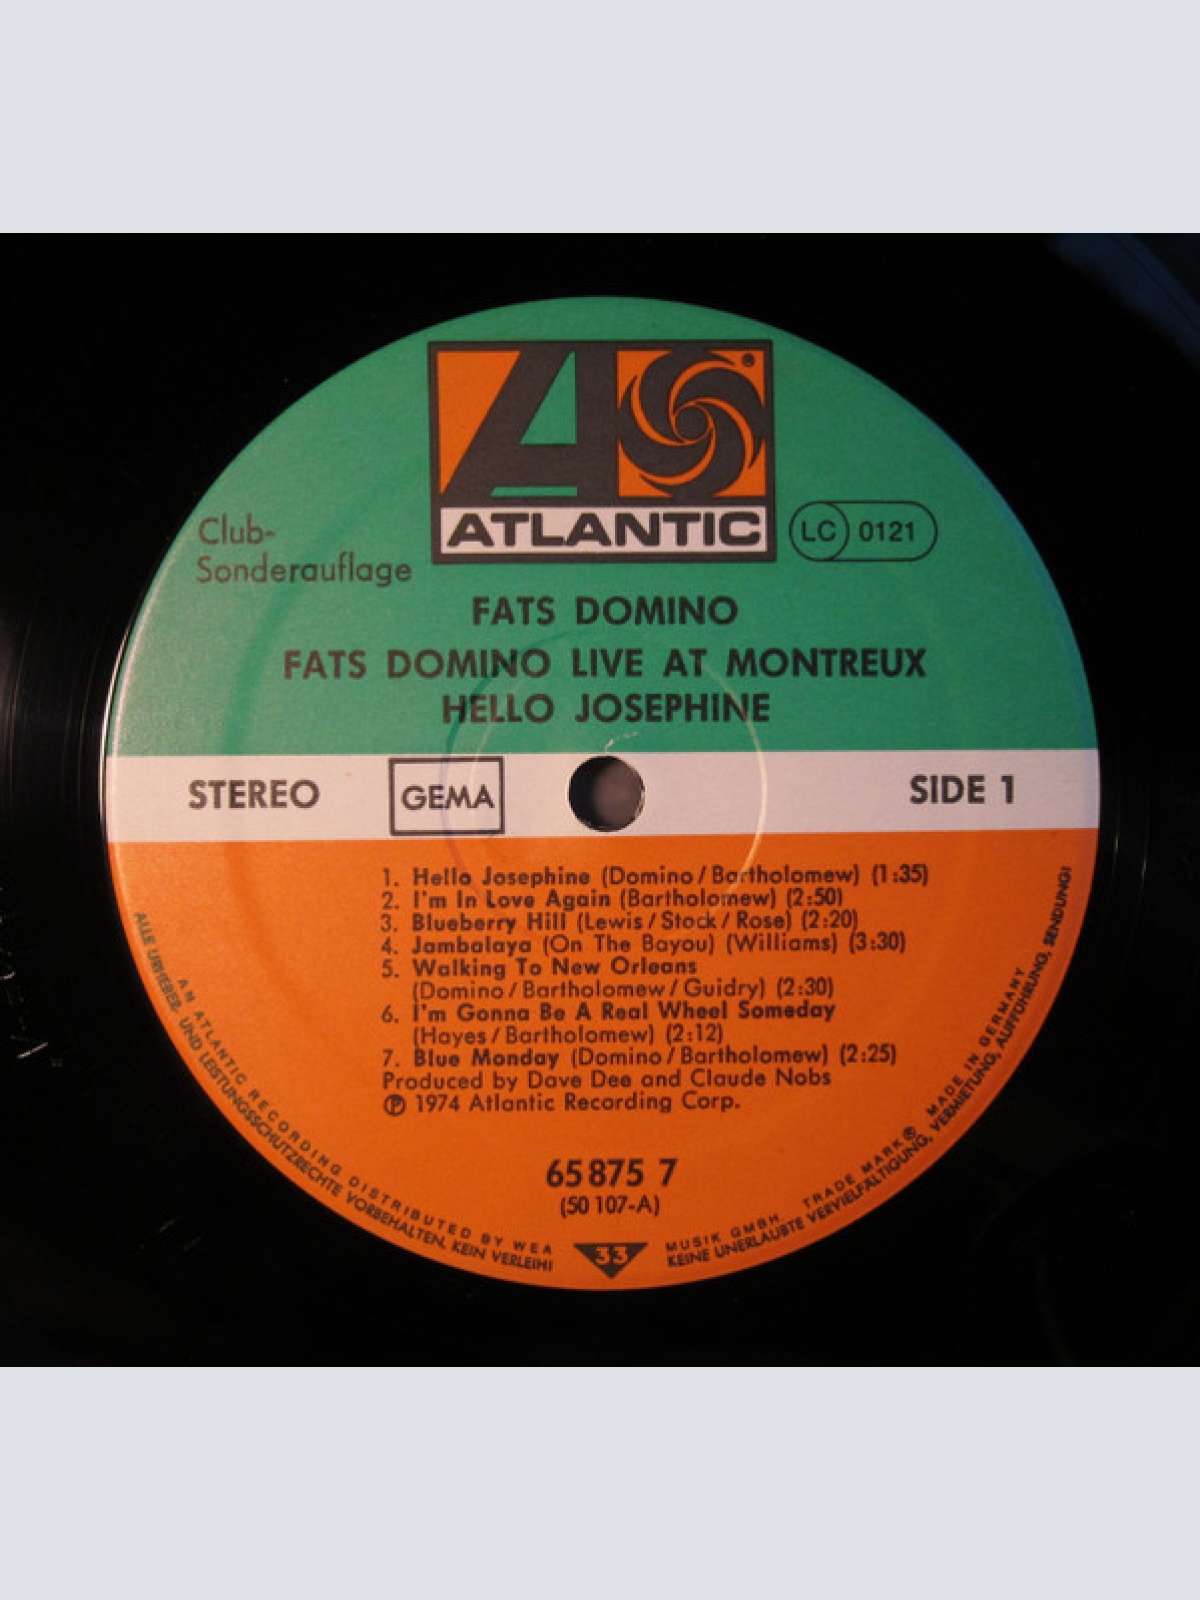 ATLANTIC
®
LC 0121
Club-
Sonderauflage
FATS DOMINO
FATS DOMINO LIVE AT MONTREUX
HELLO JOSEPHINE
STEREO
GEMA
SIDE 1
1. Hello Josephine (Domino/Bartholomew) (1:35)
2. I'm In Love Again (Bartholomew) (2:50)
3. Blueberry Hill (Lewis/Stock/Rose) (2:20)
4. Jambalaya (On The Bayou) (Williams) (3:30)
5. Walking To New Orleans
(Domino/Bartholomew/Guidry) (2:30)
6. I'm Gonna Be A Real Wheel Someday
(Hayes/Bartholomew) (2:12)
7. Blue Monday (Domino/Bartholomew) (2:25)
Produced by Dave Dee and Claude Nobs
℗ 1974 Atlantic Recording Corp.
65 875 7
(50 107-A)
33
AN ATLANTIC RECORDING DISTRIBUTED BY WEA MUSIK GMBH. TRADE MARK® MADE IN GERMANY
ALLE URHEBER- UND LEISTUNGSSCHUTZRECHTE VORBEHALTEN. KEIN VERLEIH! KEINE UNERLAUBTE VERVIELFÄLTIGUNG, VERMIETUNG, AUFFÜHRUNG, SENDUNG!